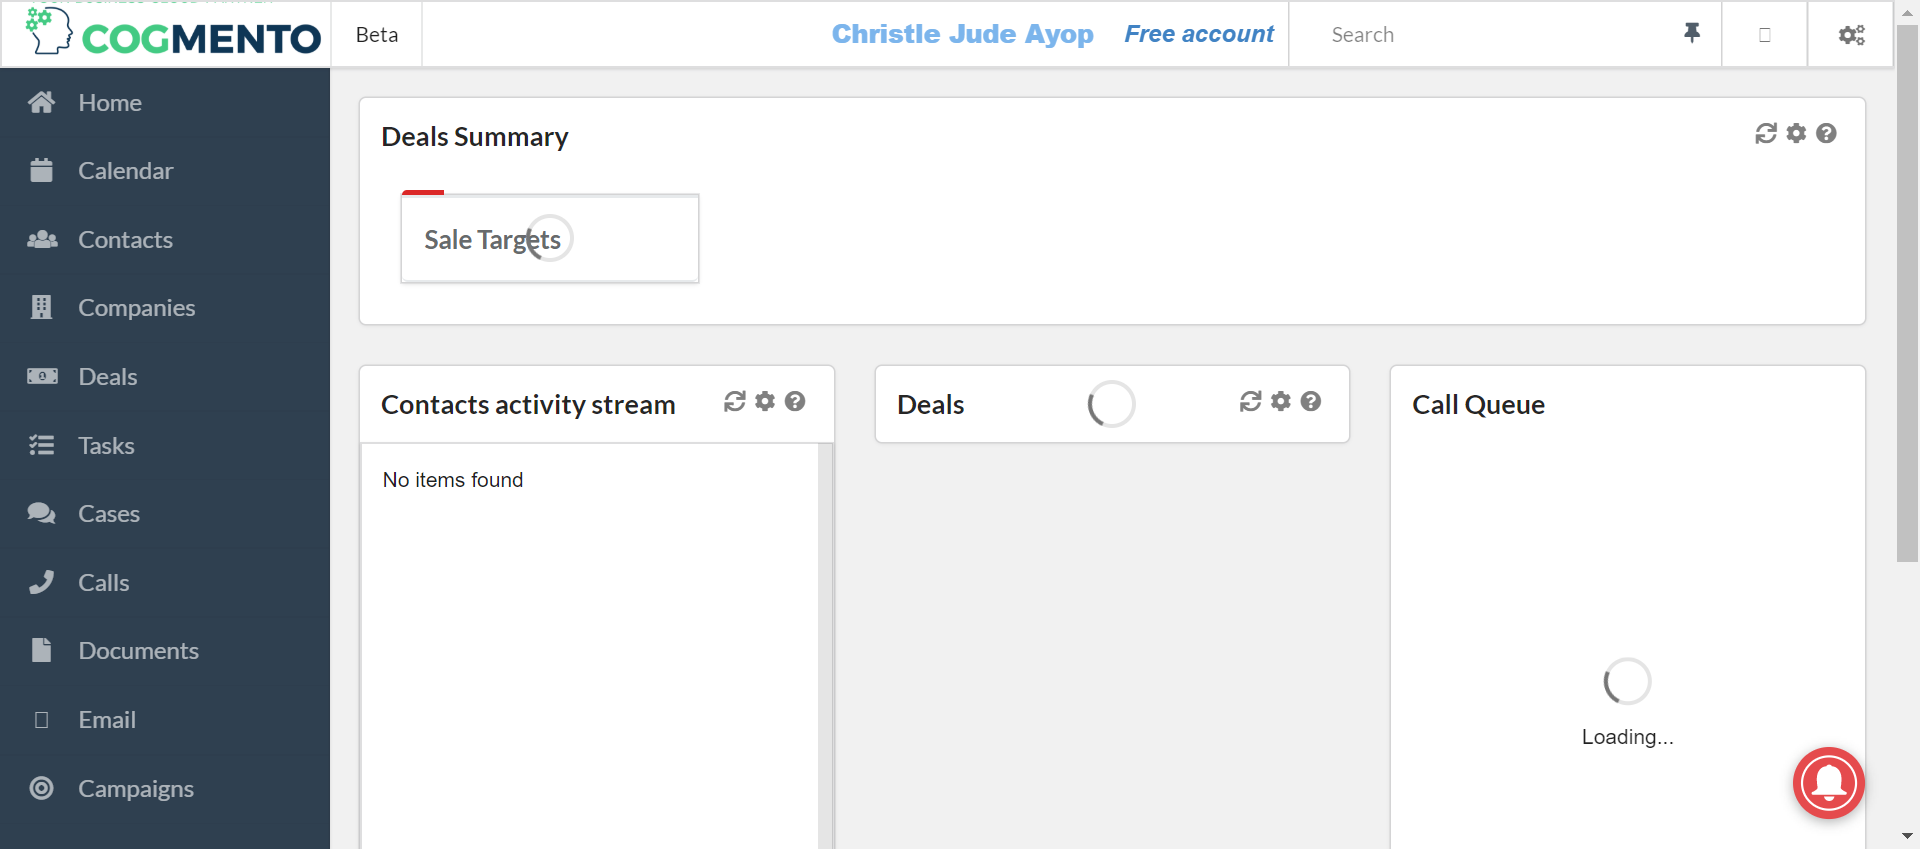 COGMENTO
Beta
Christle Jude Ayop
Free account
Search
Home
Calendar
Contacts
Companies
Deals
Tasks
Cases
Calls
Documents
Email
Campaigns
Deals Summary
Sale Targets
Contacts activity stream
No items found
Deals
Call Queue
Loading...